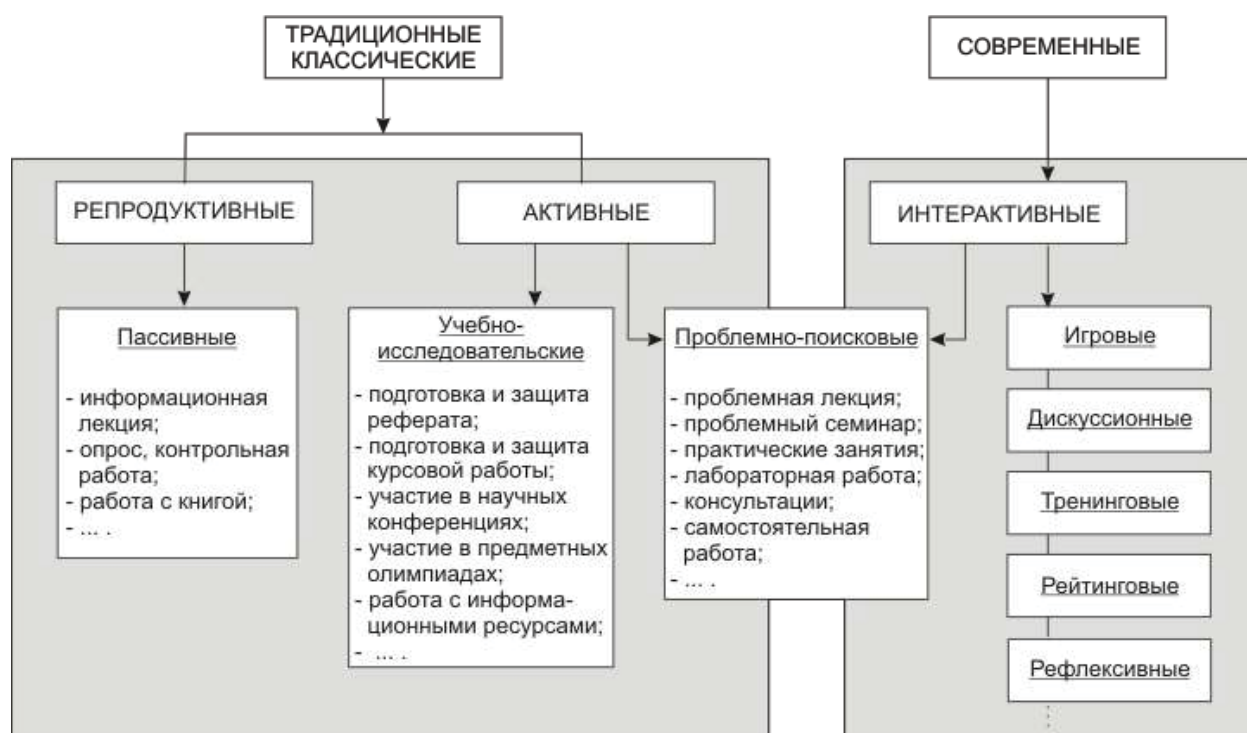 ТРАДИЦИОННЫЕ
КЛАССИЧЕСКИЕ
СОВРЕМЕННЫЕ
РЕПРОДУКТИВНЫЕ
АКТИВНЫЕ
ИНТЕРАКТИВНЫЕ
Пассивные
- информационная
лекция;
- опрос, контрольная
работа;
- работа с книгой;
- ... .
Учебно-
исследовательские
- подготовка и защита
реферата;
- подготовка и защита
курсовой работы;
- участие в научных
конференциях;
- участие в предметных
олимпиадах;
- работа с информа-
ционными ресурсами;
- ... .
Проблемно-поисковые
- проблемная лекция;
- проблемный семинар;
- практические занятия;
- лабораторная работа;
- консультации;
- самостоятельная
работа;
- ... .
Игровые
Дискуссионные
Тренинговые
Рейтинговые
Рефлексивные